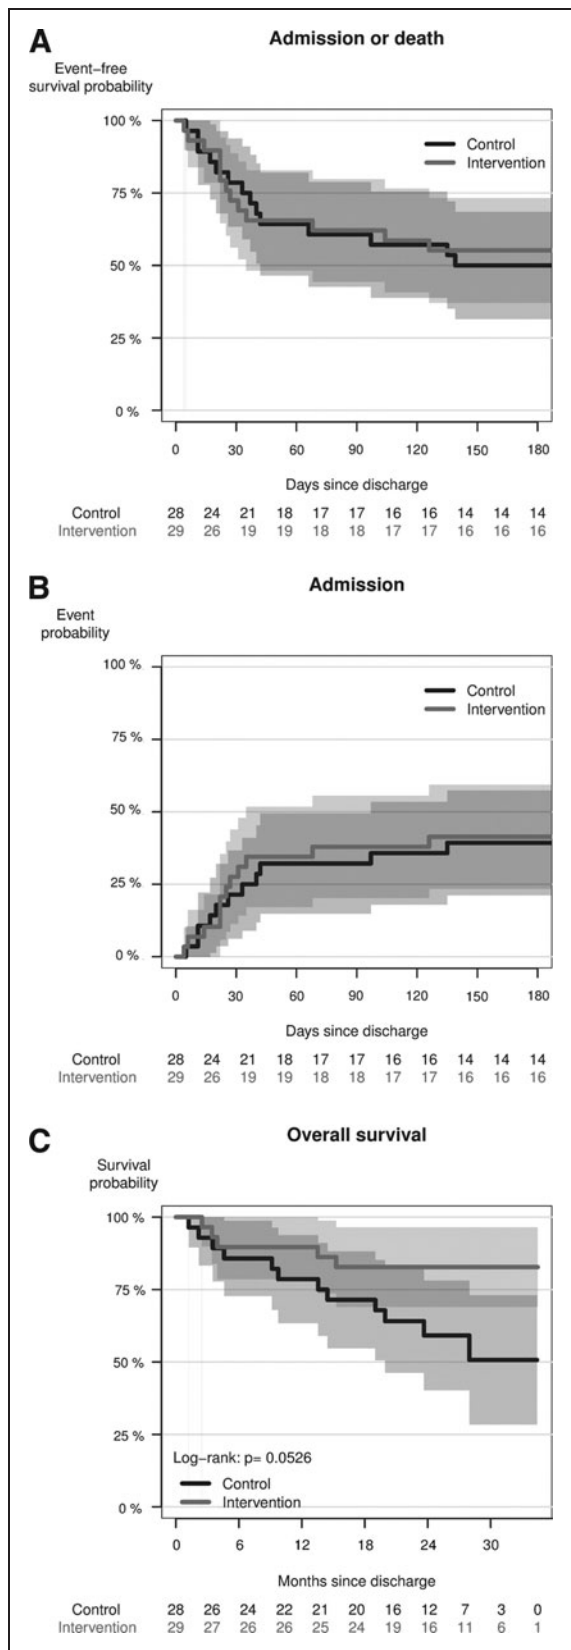 A
Admission or death
Event-free
survival probability
100 %
75 %
50 %
25 %
0 %
Control
Intervention
0 30 60 90 120 150 180
Days since discharge
Control 28 24 21 18 17 17 16 16 14 14 14
Intervention 29 26 19 19 18 18 17 17 16 16 16
B
Admission
Event
probability
100 %
75 %
50 %
25 %
0 %
Control
Intervention
0 30 60 90 120 150 180
Days since discharge
Control 28 24 21 18 17 17 16 16 14 14 14
Intervention 29 26 19 19 18 18 17 17 16 16 16
C
Overall survival
Survival
probability
100 %
75 %
50 %
25 %
0 %
Log-rank: p= 0.0526
Control
Intervention
0 6 12 18 24 30
Months since discharge
Control 28 26 24 22 21 20 16 12 7 3 0
Intervention 29 27 26 26 25 24 19 16 11 6 1